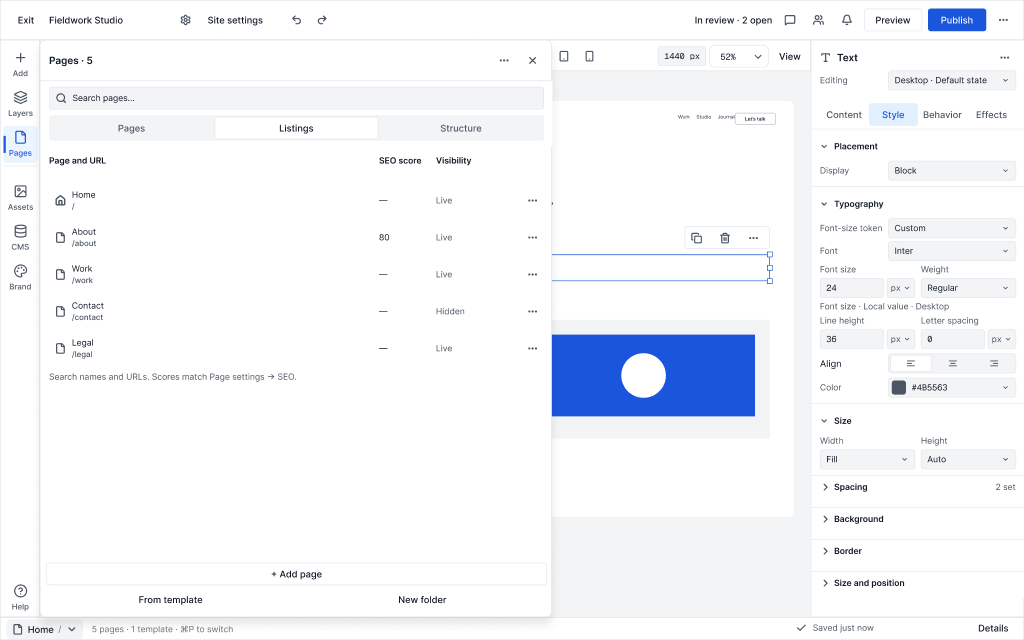 Exit
Fieldwork Studio
Site settings
In review · 2 open
Preview
Publish
Add
Layers
Pages
Assets
CMS
Brand
Help
Pages · 5
Search pages...
Pages
Listings
Structure
Page and URL
SEO score
Visibility
Home
/
—
Live
About
/about
80
Live
Work
/work
—
Live
Contact
/contact
—
Hidden
Legal
/legal
—
Live
Search names and URLs. Scores match Page settings → SEO.
+ Add page
From template
New folder
1440 px
52%
View
Work
Studio
Journal
Let's talk
Text
Editing
Desktop · Default state
Content
Style
Behavior
Effects
Placement
Display
Block
Typography
Font-size token
Custom
Font
Inter
Font size
Weight
24
px
Regular
Font size · Local value · Desktop
Line height
Letter spacing
36
px
0
px
Align
Color
#4B5563
Size
Width
Height
Fill
Auto
Spacing
2 set
Background
Border
Size and position
Home /
5 pages · 1 template · ⌘P to switch
Saved just now
Details